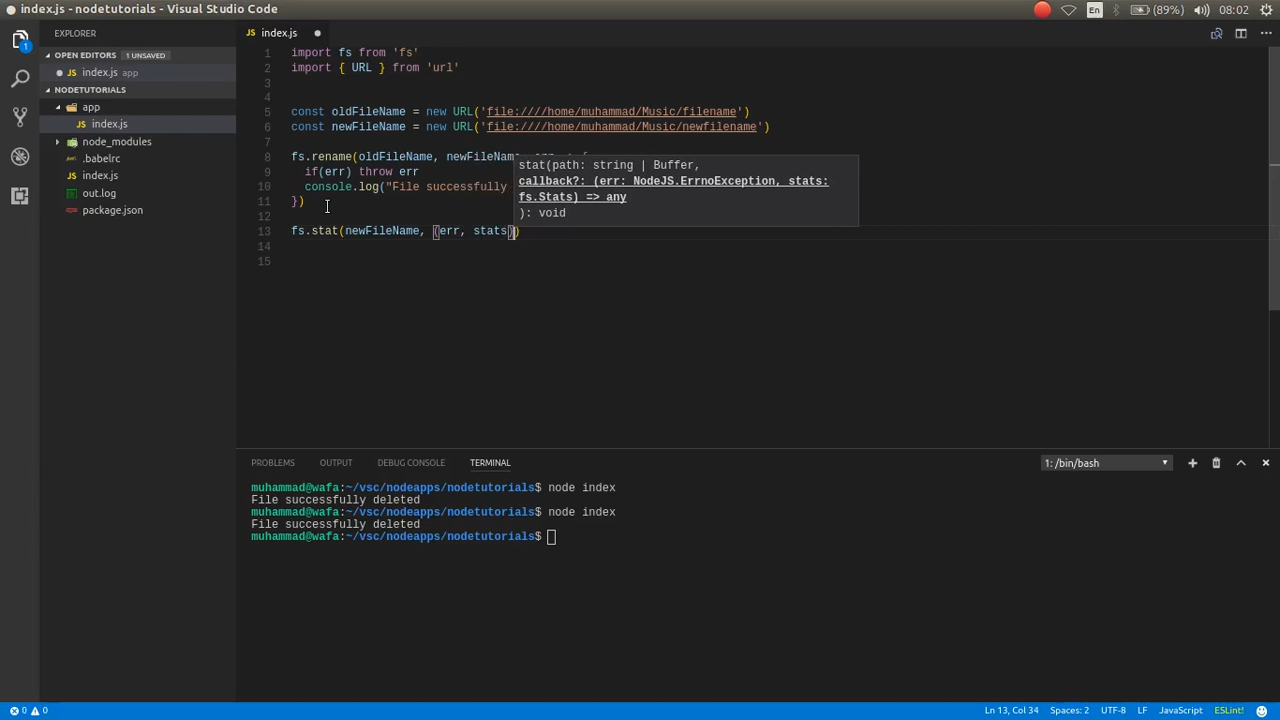 index.js - nodetutorials - Visual Studio Code
En
(89%)
08:02
1
EXPLORER
OPEN EDITORS 1 UNSAVED
JS index.js app
NODETUTORIALS
app
JS index.js
node_modules
.babelrc
JS index.js
out.log
package.json
JS index.js
1 import fs from 'fs'
2 import { URL } from 'url'
3
4
5 const oldFileName = new URL('file:////home/muhammad/Music/filename')
6 const newFileName = new URL('file:////home/muhammad/Music/newfilename')
7
8 fs.rename(oldFileName, newFileName,
9 if(err) throw err
10 console.log("File successfully
11 })
12
13 fs.stat(newFileName, (err, stats))
14
15
stat(path: string | Buffer,
callback?: (err: NodeJS.ErrnoException, stats:
fs.Stats) => any
): void
PROBLEMS OUTPUT DEBUG CONSOLE TERMINAL
1: /bin/bash
muhammad@wafa:~/vsc/nodeapps/nodetutorials$ node index
File successfully deleted
muhammad@wafa:~/vsc/nodeapps/nodetutorials$ node index
File successfully deleted
muhammad@wafa:~/vsc/nodeapps/nodetutorials$
0 0
Ln 13, Col 34 Spaces: 2 UTF-8 LF JavaScript ESLint!